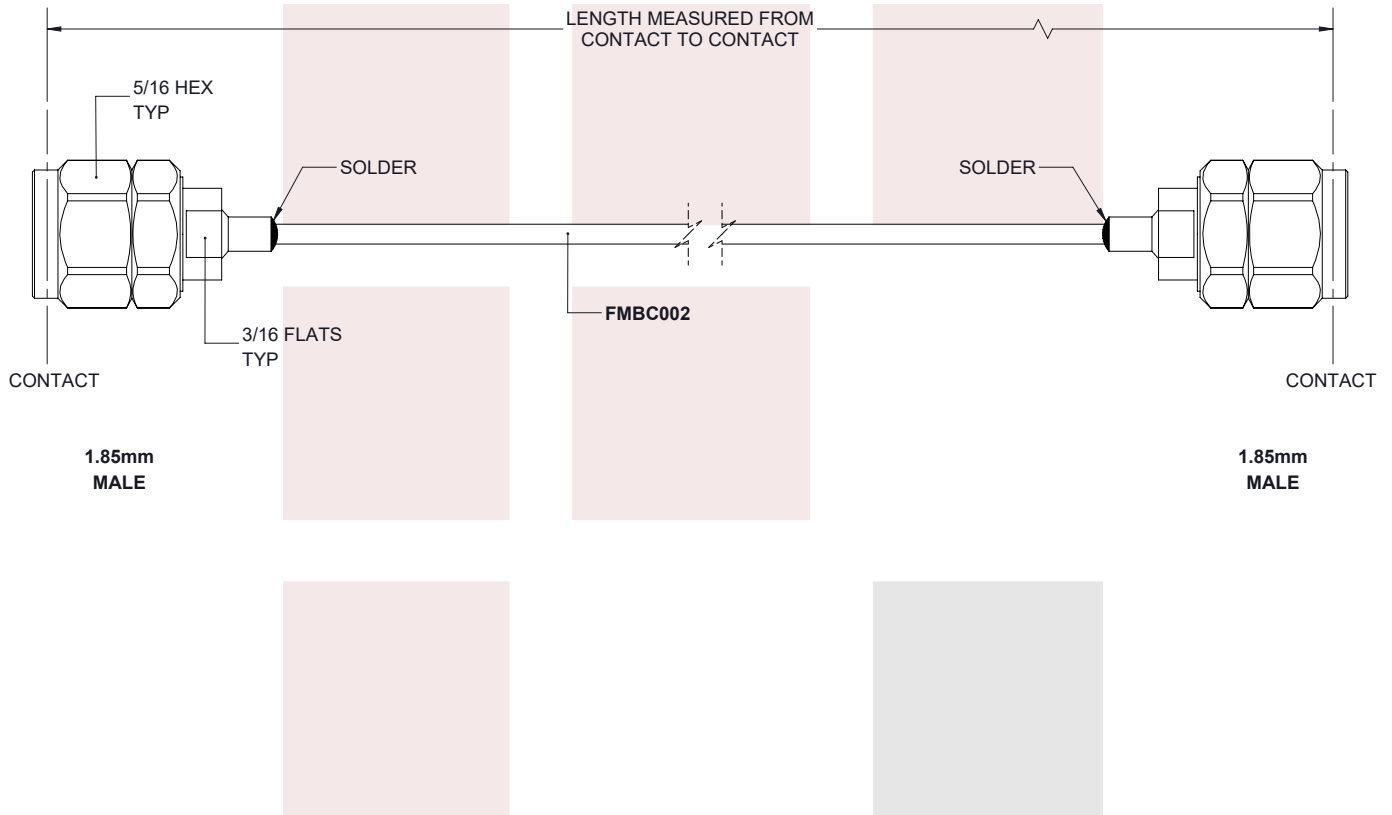 LENGTH MEASURED FROM
CONTACT TO CONTACT
5/16 HEX
TYP
SOLDER
SOLDER
FMBC002
3/16 FLATS
TYP
CONTACT
CONTACT
1.85mm
MALE
1.85mm
MALE